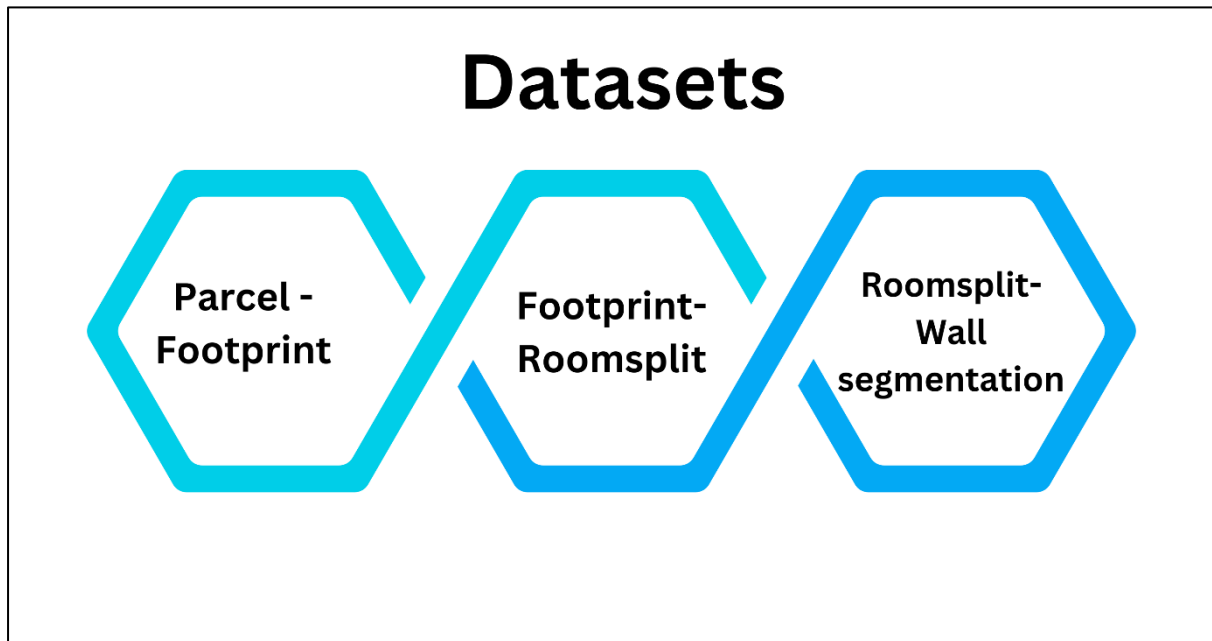 Datasets
Parcel -
Footprint
Footprint-
Roomsplit
Roomsplit-
Wall
segmentation